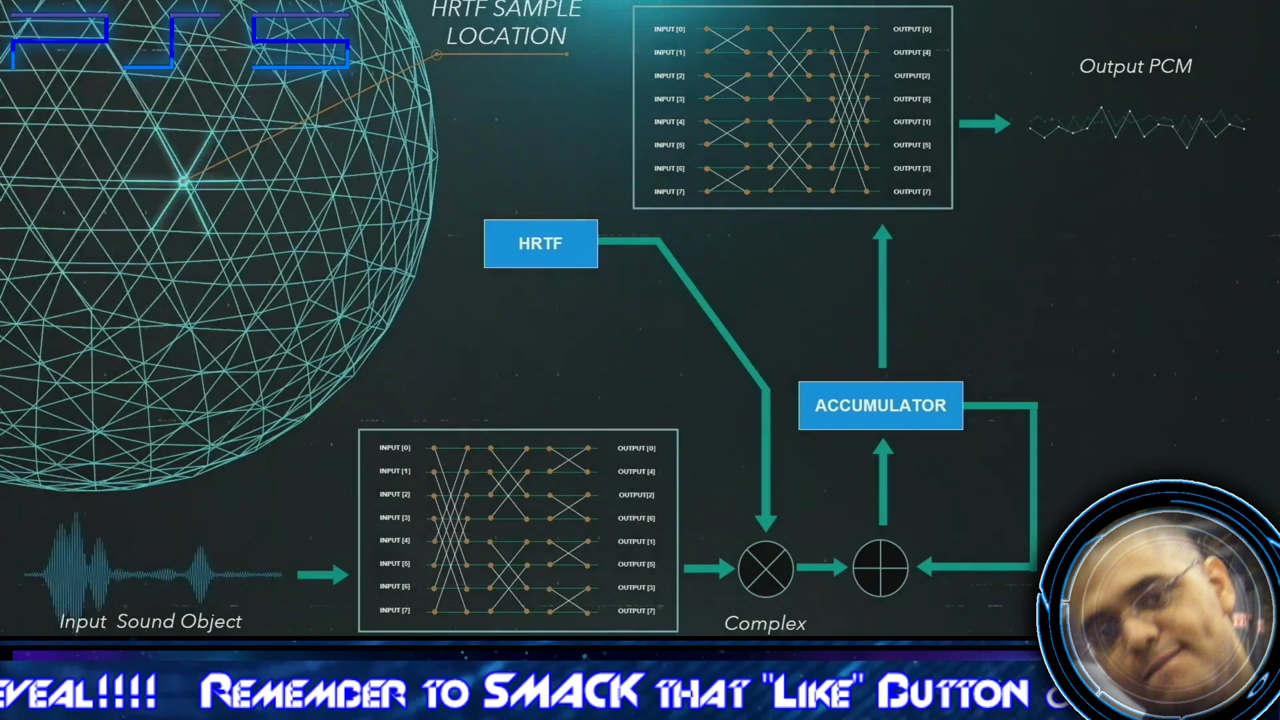 PS5
HRTF SAMPLE
LOCATION
INPUT [0] OUTPUT [0]
INPUT [1] OUTPUT [4]
INPUT [2] OUTPUT[2]
INPUT [3] OUTPUT [6]
INPUT [4] OUTPUT [1]
INPUT [5] OUTPUT [5]
INPUT [6] OUTPUT [3]
INPUT [7] OUTPUT [7]
Output PCM
HRTF
ACCUMULATOR
INPUT [0] OUTPUT [0]
INPUT [1] OUTPUT [4]
INPUT [2] OUTPUT[2]
INPUT [3] OUTPUT [6]
INPUT [4] OUTPUT [1]
INPUT [5] OUTPUT [5]
INPUT [6] OUTPUT [3]
INPUT [7] OUTPUT [7]
Input Sound Object
Complex
EVEAL!!!! REMEMBER TO SMACK THAT "LIKE" BUTTON